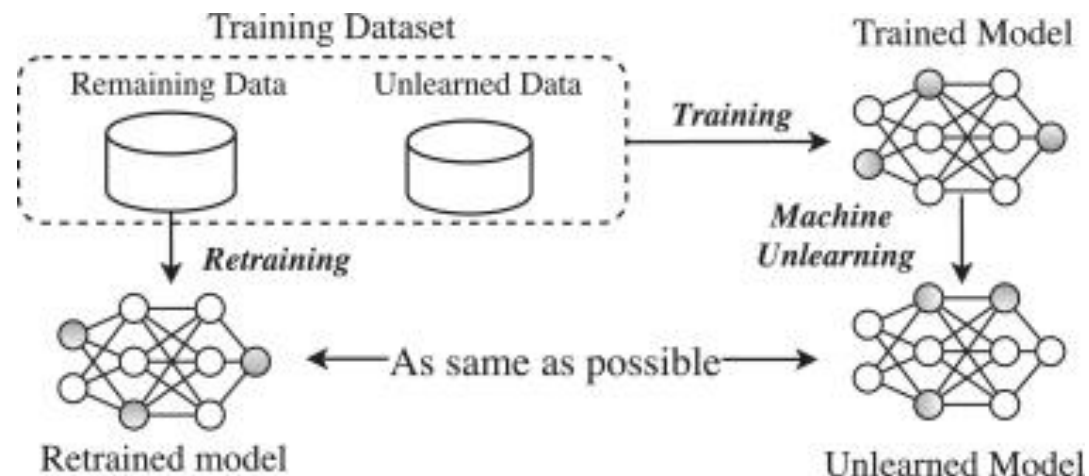 Training Dataset
Trained Model
Remaining Data
Unlearned Data
Training
Machine
Unlearning
Retraining
As same as possible
Retrained model
Unlearned Model